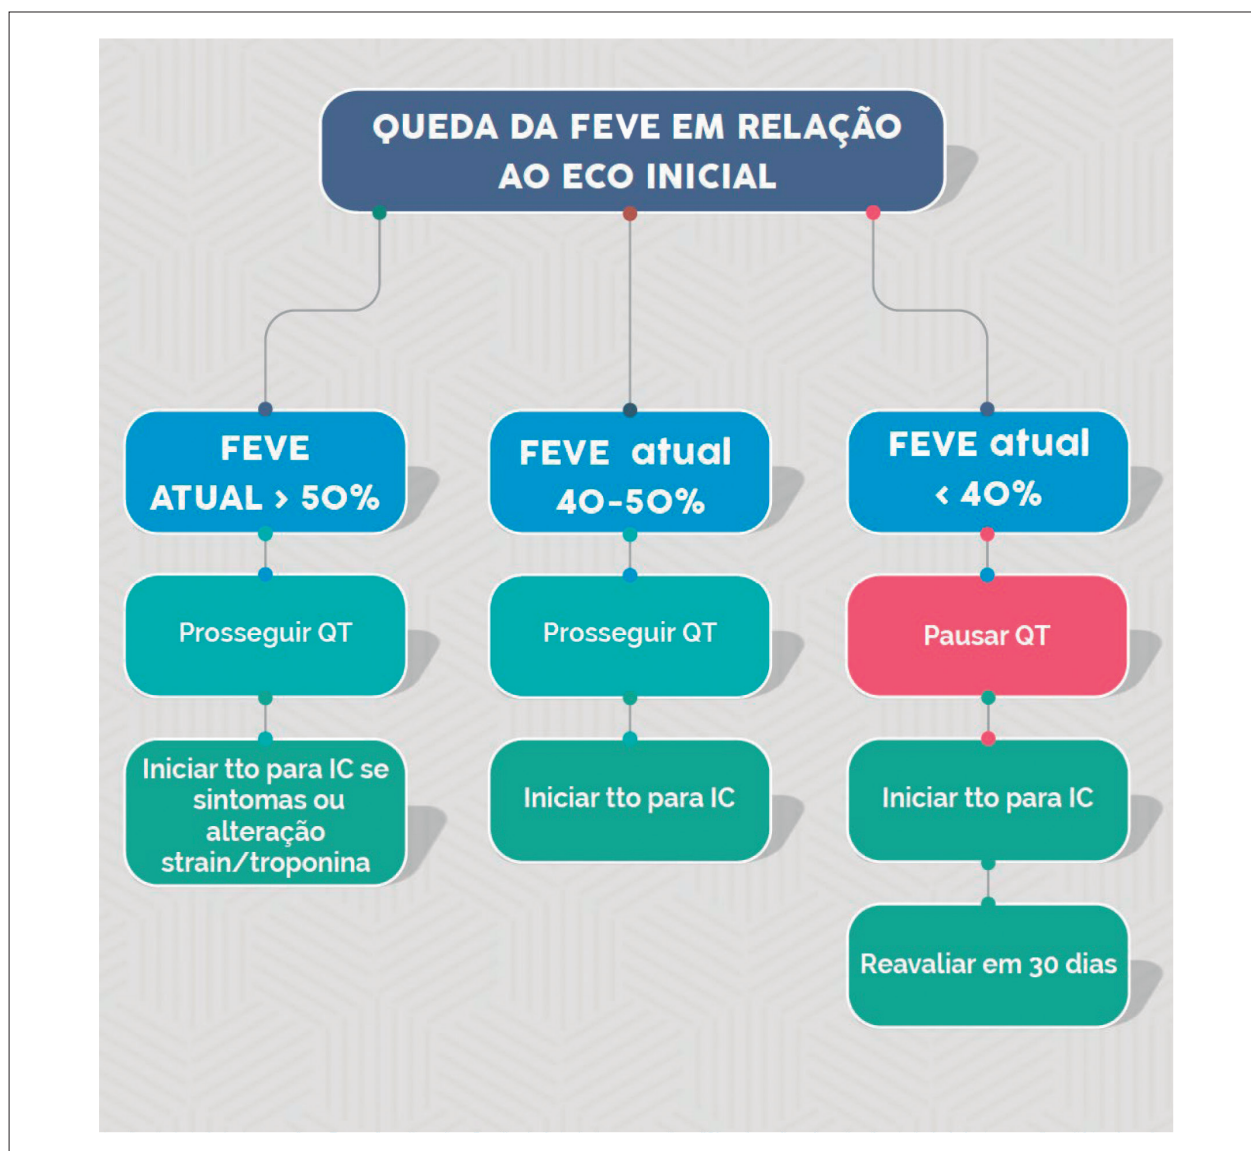 QUEDA DA FEVE EM RELAÇÃO
AO ECO INICIAL
FEVE
ATUAL > 50%
FEVE atual
40-50%
FEVE atual
< 40%
Prosseguir QT
Prosseguir QT
Pausar QT
Iniciar tto para IC se
sintomas ou
alteração
strain/troponina
Iniciar tto para IC
Iniciar tto para IC
Reavaliar em 30 dias